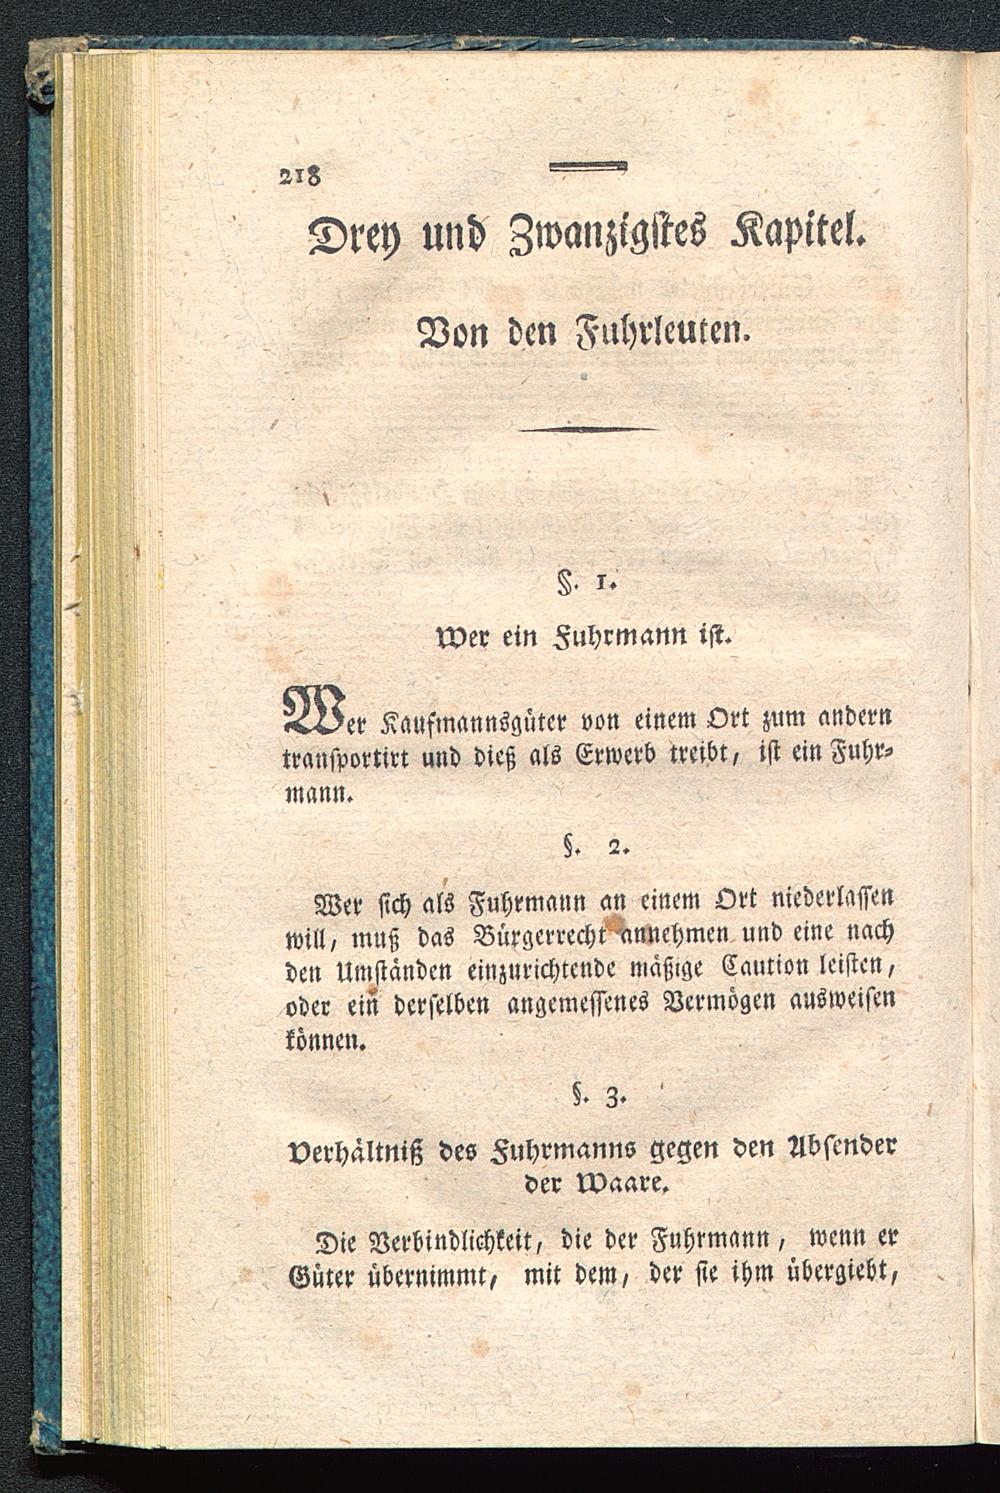 218
Drey und Zwanzigstes Kapitel.
Von den Fuhrleuten.
§. 1.
Wer ein Fuhrmann ist.
Wer Kaufmannsgüter von einem Ort zum andern
transportirt und dieß als Erwerb treibt, ist ein Fuhr-
mann.
§. 2.
Wer sich als Fuhrmann an einem Ort niederlassen
will, muß das Bürgerrecht annehmen und eine nach
den Umständen einzurichtende mäßige Caution leisten,
oder ein derselben angemessenes Vermögen ausweisen
können.
§. 3.
Verhältniß des Fuhrmanns gegen den Absender
der Waare.
Die Verbindlichkeit, die der Fuhrmann, wenn er
Güter übernimmt, mit dem, der sie ihm übergiebt,